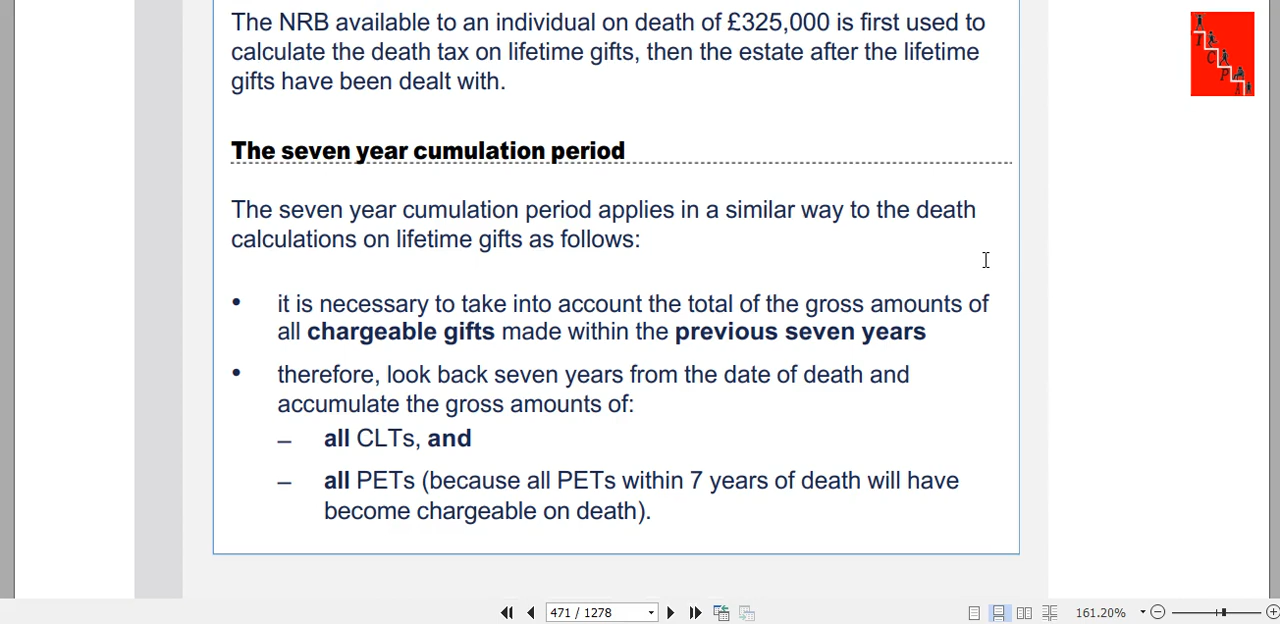 The NRB available to an individual on death of £325,000 is first used to
calculate the death tax on lifetime gifts, then the estate after the lifetime
gifts have been dealt with.
The seven year cumulation period
The seven year cumulation period applies in a similar way to the death
calculations on lifetime gifts as follows:
• it is necessary to take into account the total of the gross amounts of
all chargeable gifts made within the previous seven years
• therefore, look back seven years from the date of death and
accumulate the gross amounts of:
– all CLTs, and
– all PETs (because all PETs within 7 years of death will have
become chargeable on death).
T
C
P
A
471 / 1278
161.20%